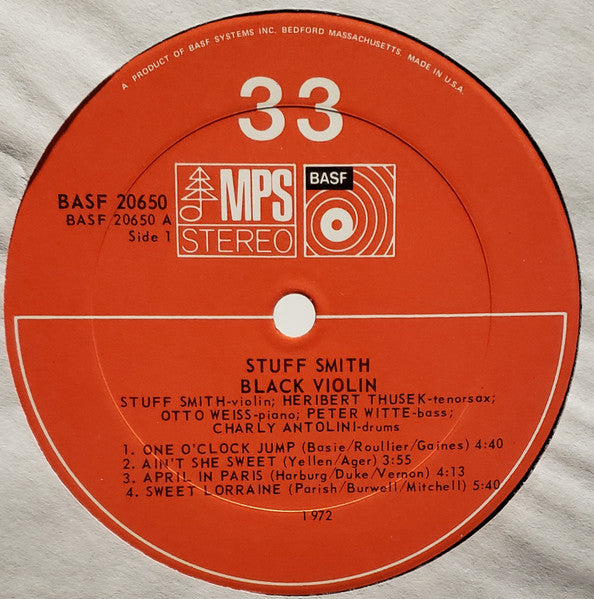 A PRODUCT OF BASF SYSTEMS INC. BEDFORD MASSACHUSETTS. MADE IN U.S.A.
33
BASF 20650
BASF 20650 A
Side 1
MPS
STEREO
BASF
STUFF SMITH
BLACK VIOLIN
STUFF SMITH-violin; HERIBERT THUSEK-tenorsax;
OTTO WEISS-piano; PETER WITTE-bass;
CHARLY ANTOLINI-drums
1. ONE O'CLOCK JUMP (Basie/Roullier/Gaines) 4:40
2. AIN'T SHE SWEET (Yellen/Ager) 3:55
3. APRIL IN PARIS (Harburg/Duke/Vernon) 4:13
4. SWEET LORRAINE (Parish/Burwell/Mitchell) 5:40
1972